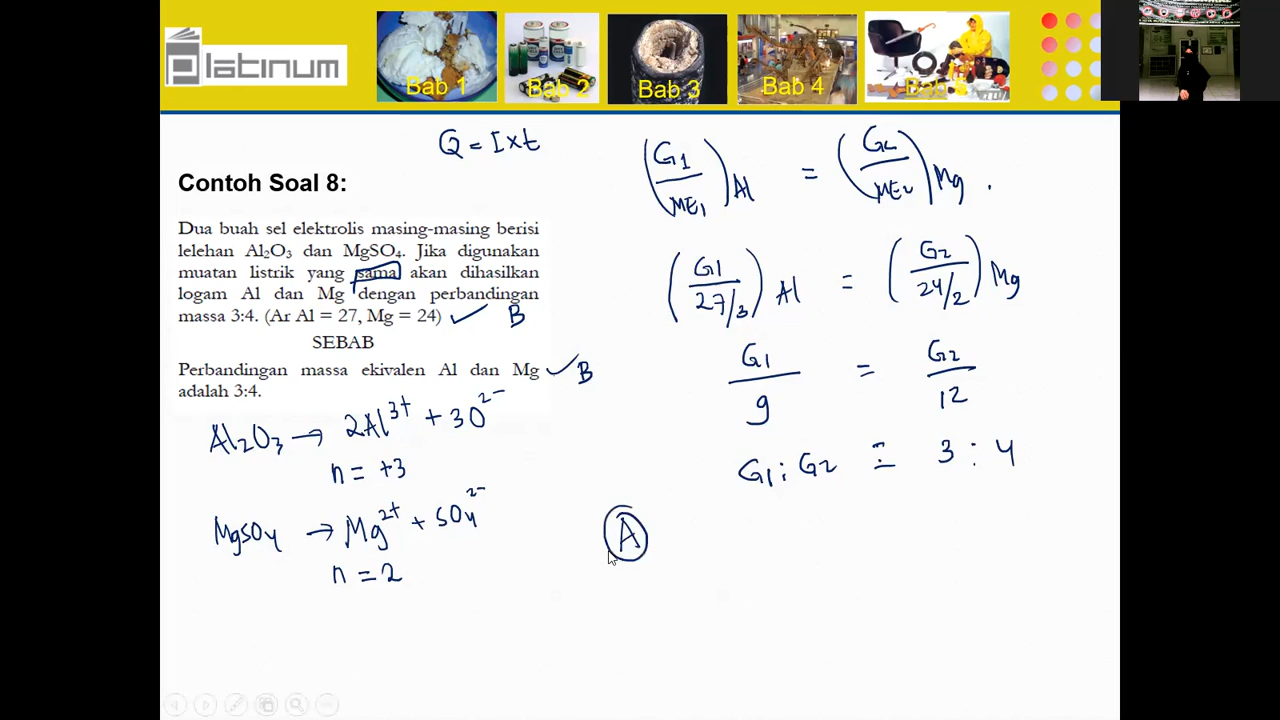 Platinum
Bab 1
Bab 2
Bab 3
Bab 4
Q = I x t
Contoh Soal 8:
Dua buah sel elektrolis masing-masing berisi
lelehan Al₂O₃ dan MgSO₄. Jika digunakan
muatan listrik yang sama akan dihasilkan
logam Al dan Mg dengan perbandingan
massa 3:4. (Ar Al = 27, Mg = 24) ✓ B
SEBAB
Perbandingan massa ekivalen Al dan Mg ✓ B
adalah 3:4.
Al₂O₃ → 2Al³⁺ + 3O²⁻
n = +3
MgSO₄ → Mg²⁺ + SO₄²⁻
n = 2
(G1/ME1) Al = (G2/ME2) Mg.
(G1/27/3) Al = (G2/24/2) Mg
G1/9 = G2/12
G1 : G2 = 3 : 4
A